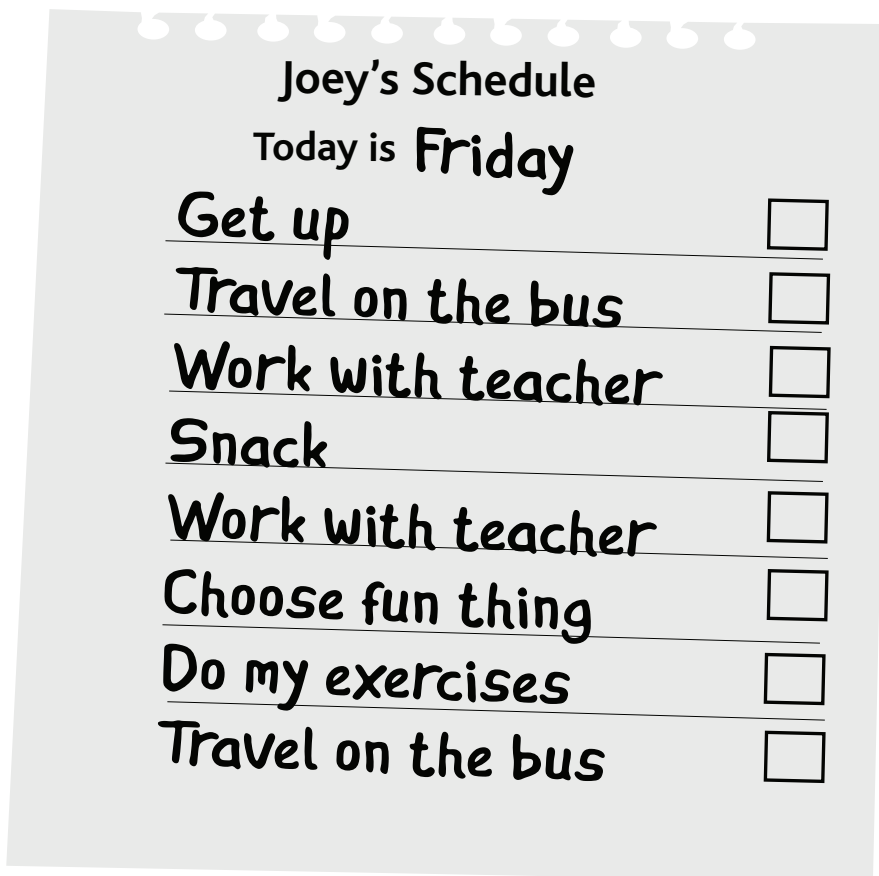 Joey's Schedule
Today is Friday
Get up
Travel on the bus
Work with teacher
Snack
Work with teacher
Choose fun thing
Do my exercises
Travel on the bus